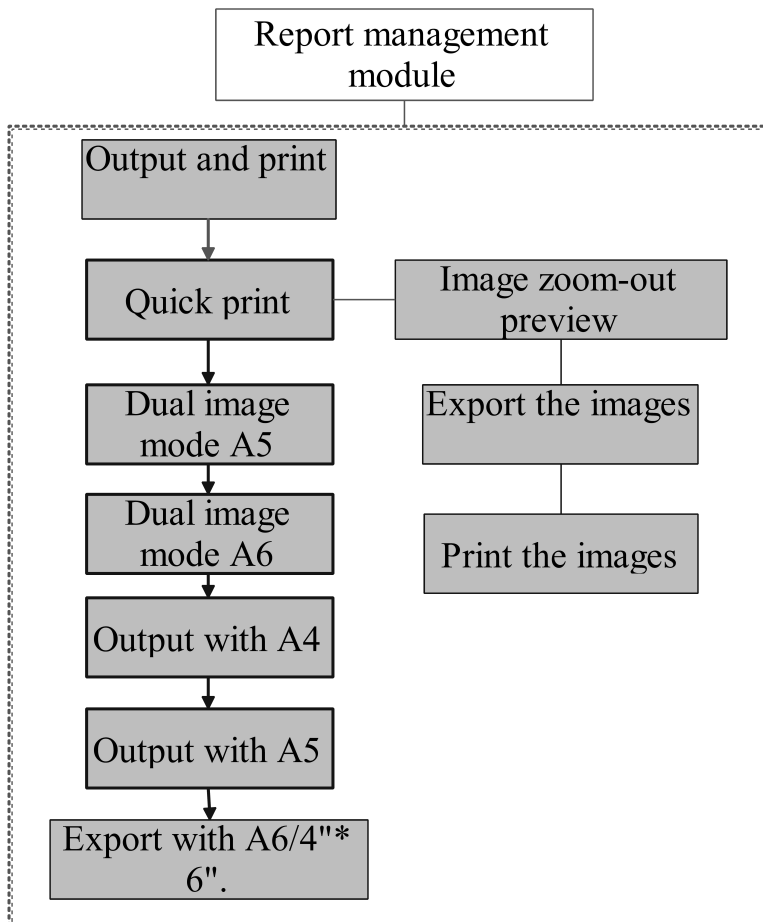 Report management
module
Output and print
Quick print
Image zoom-out
preview
Dual image
mode A5
Export the images
Dual image
mode A6
Print the images
Output with A4
Output with A5
Export with A6/4"*
6".